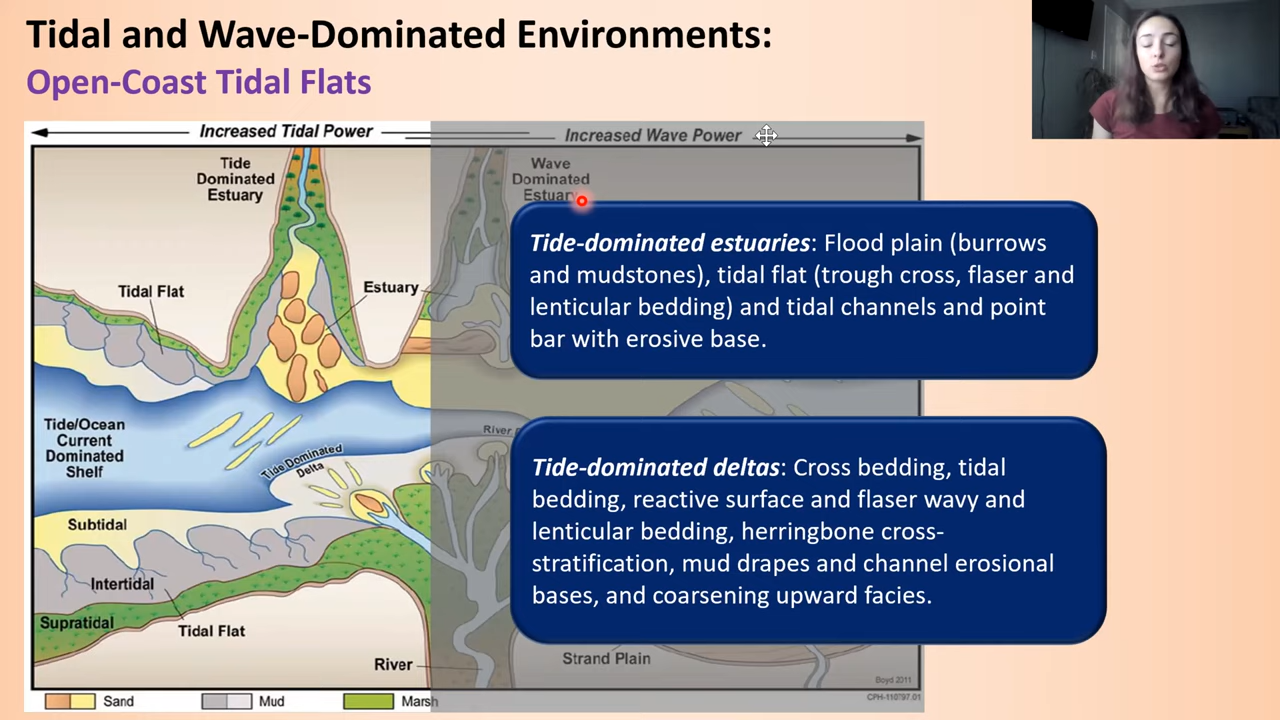 Tidal and Wave-Dominated Environments:
Open-Coast Tidal Flats
Increased Tidal Power
Increased Wave Power
Tide
Dominated
Estuary
Wave
Dominated
Estuary
Tidal Flat
Estuary
Tide/Ocean
Current
Dominated
Shelf
Tide Dominated
Delta
River
Subtidal
Intertidal
Supratidal
Tidal Flat
River
Strand Plain
Boyd 2011
CPH-110797.01
Sand
Mud
Marsh
Tide-dominated estuaries: Flood plain (burrows
and mudstones), tidal flat (trough cross, flaser and
lenticular bedding) and tidal channels and point
bar with erosive base.
Tide-dominated deltas: Cross bedding, tidal
bedding, reactive surface and flaser wavy and
lenticular bedding, herringbone cross-
stratification, mud drapes and channel erosional
bases, and coarsening upward facies.